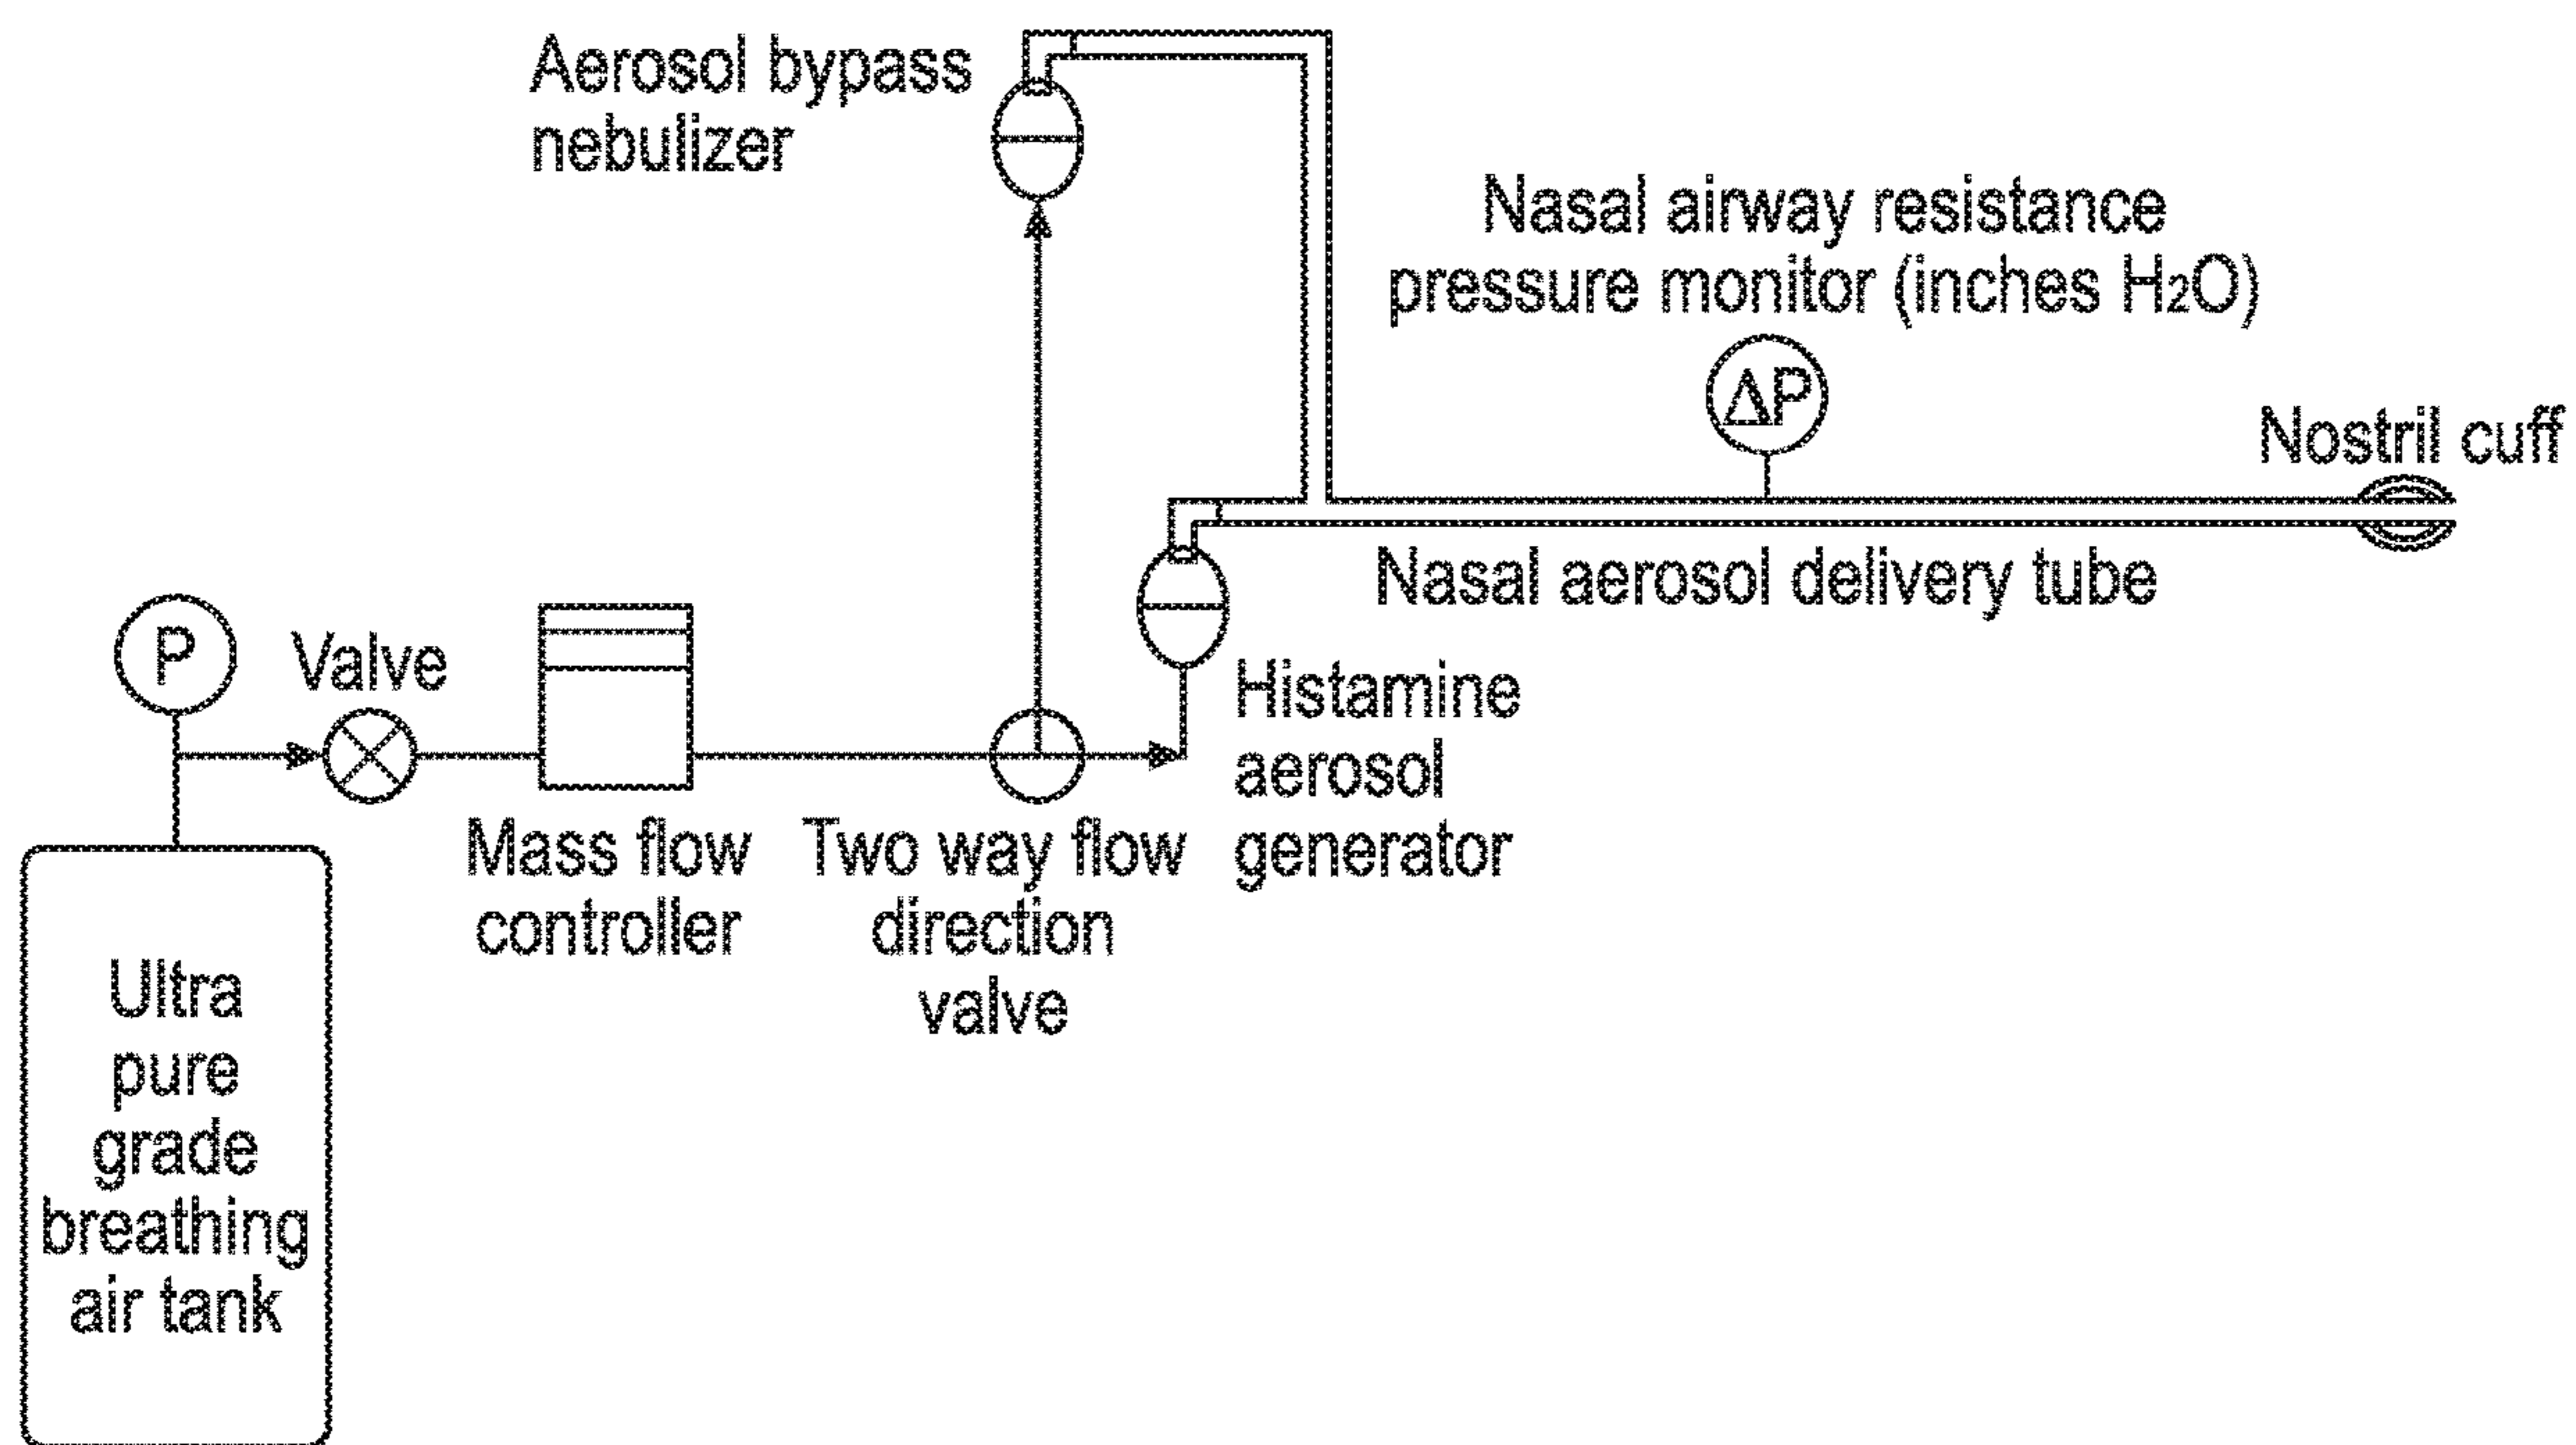 Aerosol bypass
nebulizer
Nasal airway resistance
pressure monitor (inches H2O)
ΔP
Nostril cuff
Nasal aerosol delivery tube
P
Valve
Histamine
aerosol
generator
Mass flow
controller
Two way flow
direction
valve
Ultra
pure
grade
breathing
air tank